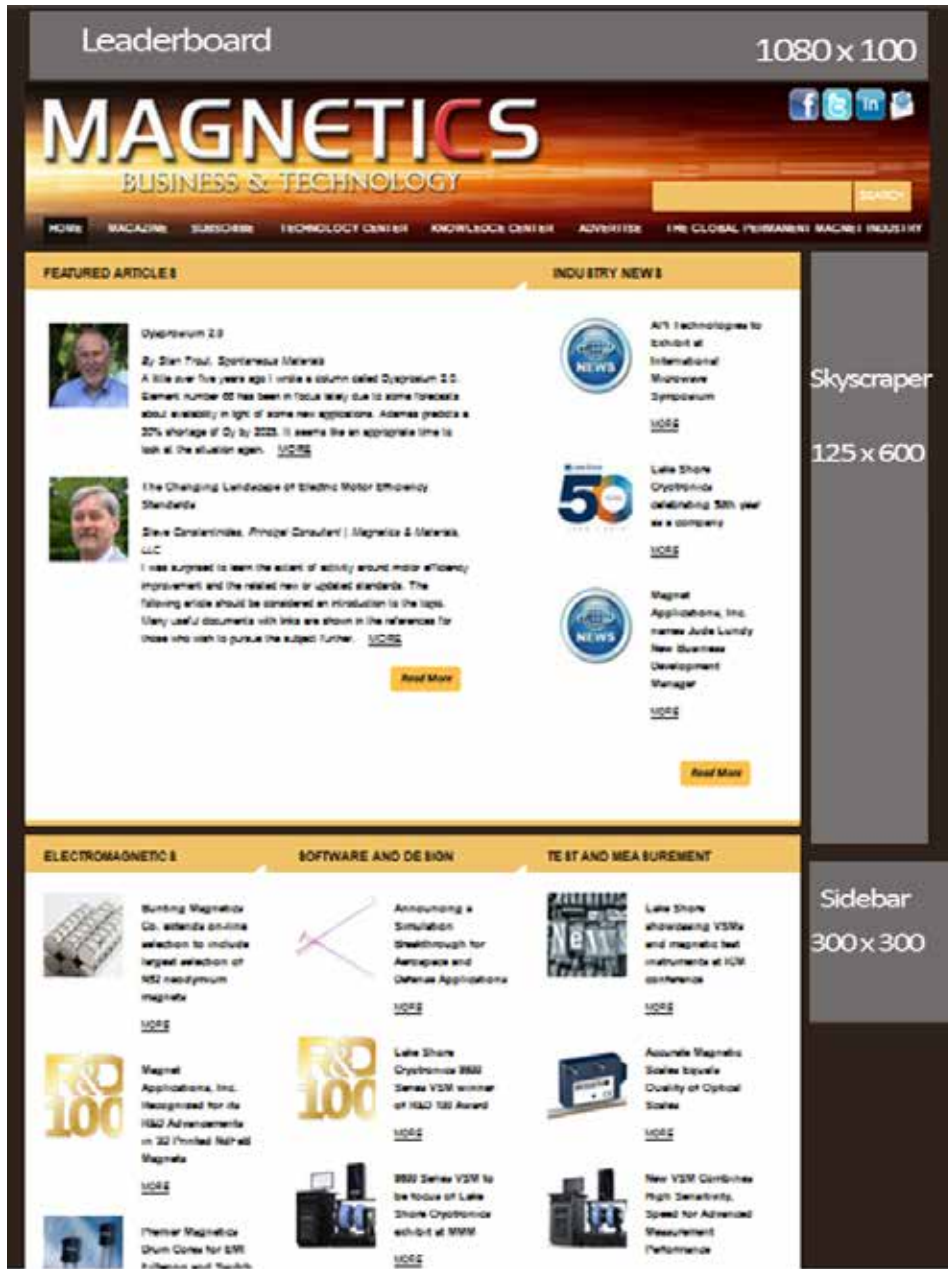 Leaderboard
1080 x 100
MAGNETICS
BUSINESS & TECHNOLOGY
SEARCH
HOME MAGAZINE SUBSCRIBE TECHNOLOGY CENTER KNOWLEDGE CENTER ADVERTISE THE GLOBAL PERMANENT MAGNET INDUSTRY
FEATURED ARTICLES
Dysprosium 2.0
By Stan Trout, Spontaneous Materials
A little over five years ago I wrote a column called Dysprosium 2.0.
Element number 66 has been in focus lately due to some forecasts
about availability in light of some new applications. Adamas predicts a
30% shortage of Dy by 2025. It seems like an appropriate time to
look at the situation again. MORE
The Changing Landscape of Electric Motor Efficiency
Standards
Steve Constantinides, Principal Consultant | Magnetics & Materials,
LLC
I was surprised to learn the extent of activity around motor efficiency
improvement and the related new or updated standards. The
following article should be considered an introduction to the topic.
Many useful documents with links are shown in the references for
those who wish to pursue the subject further. MORE
Read More
INDUSTRY NEWS
NEWS
API Technologies to
Exhibit at
International
Microwave
Symposium
MORE
50
Lake Shore
Cryotronics
celebrating 50th year
as a company
MORE
NEWS
Magnet
Applications, Inc.
names Jude Lundy
New Business
Development
Manager
MORE
Read More
Skyscraper
125 x 600
ELECTROMAGNETICS
Bunting Magnetics
Co. extends on-line
selection to include
largest selection of
N52 neodymium
magnets
MORE
R&D
100
Magnet
Applications, Inc.
Recognized for its
R&D Advancements
in 3D Printed NdFeB
Magnets
MORE
Premier Magnetics
Drum Cores for EMI
Filtering and Switch
SOFTWARE AND DESIGN
Announcing a
Simulation
Breakthrough for
Aerospace and
Defense Applications
MORE
R&D
100
Lake Shore
Cryotronics 8600
Series VSM winner
of R&D 100 Award
MORE
8600 Series VSM to
be focus of Lake
Shore Cryotronics
exhibit at MMM
MORE
TEST AND MEASUREMENT
NEW
Lake Shore
showcasing VSMs
and magnetic test
instruments at ICM
conference
MORE
Accurate Magnetic
Scales Equals
Quality of Optical
Scales
MORE
New VSM Combines
High Sensitivity,
Speed for Advanced
Measurement
Performance
Sidebar
300 x 300